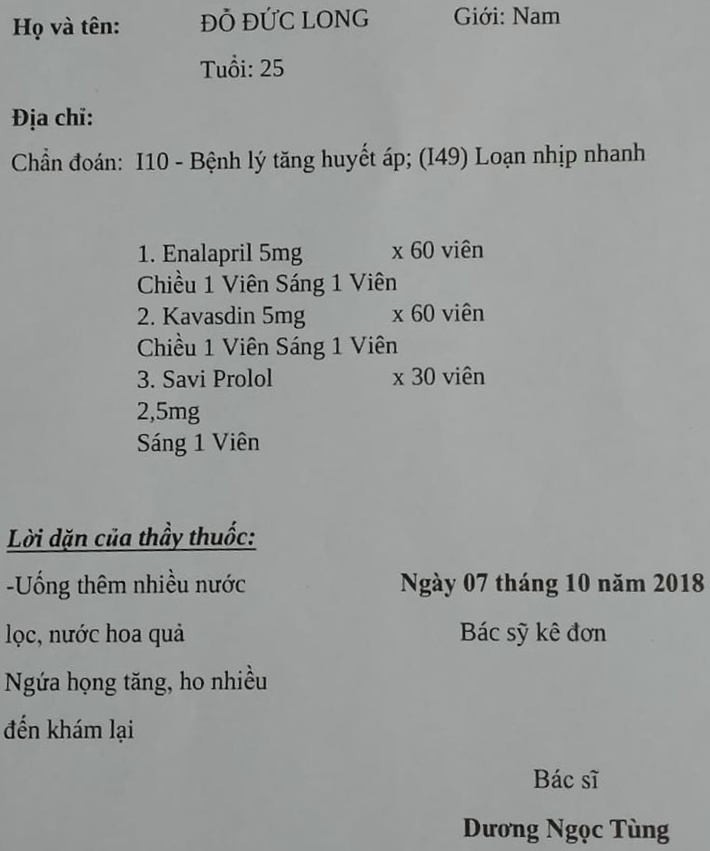 Họ và tên: ĐỖ ĐỨC LONG Giới: Nam
Tuổi: 25
Địa chỉ:
Chẩn đoán: I10 - Bệnh lý tăng huyết áp; (I49) Loạn nhịp nhanh
1. Enalapril 5mg x 60 viên
Chiều 1 Viên Sáng 1 Viên
2. Kavasdin 5mg x 60 viên
Chiều 1 Viên Sáng 1 Viên
3. Savi Prolol x 30 viên
2,5mg
Sáng 1 Viên
Lời dặn của thầy thuốc:
-Uống thêm nhiều nước
lọc, nước hoa quả
Ngứa họng tăng, ho nhiều
đến khám lại
Ngày 07 tháng 10 năm 2018
Bác sỹ kê đơn
Bác sĩ
Dương Ngọc Tùng